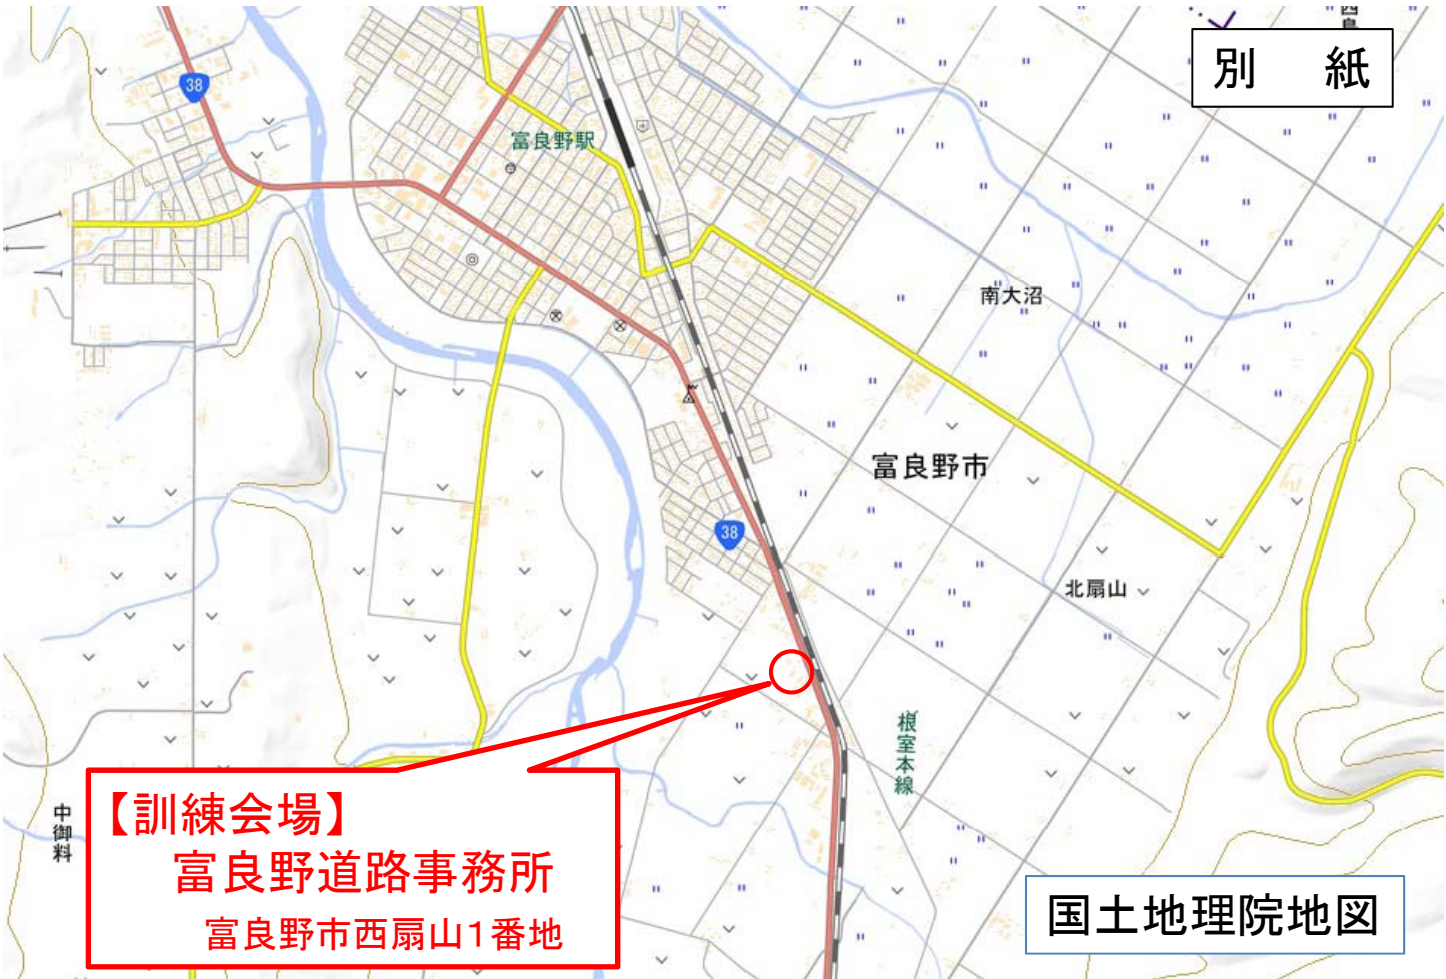 別　紙
38
富良野駅
南大沼
富良野市
38
北扇山
根室本線
中御料
【訓練会場】
富良野道路事務所
富良野市西扇山1番地
国土地理院地図